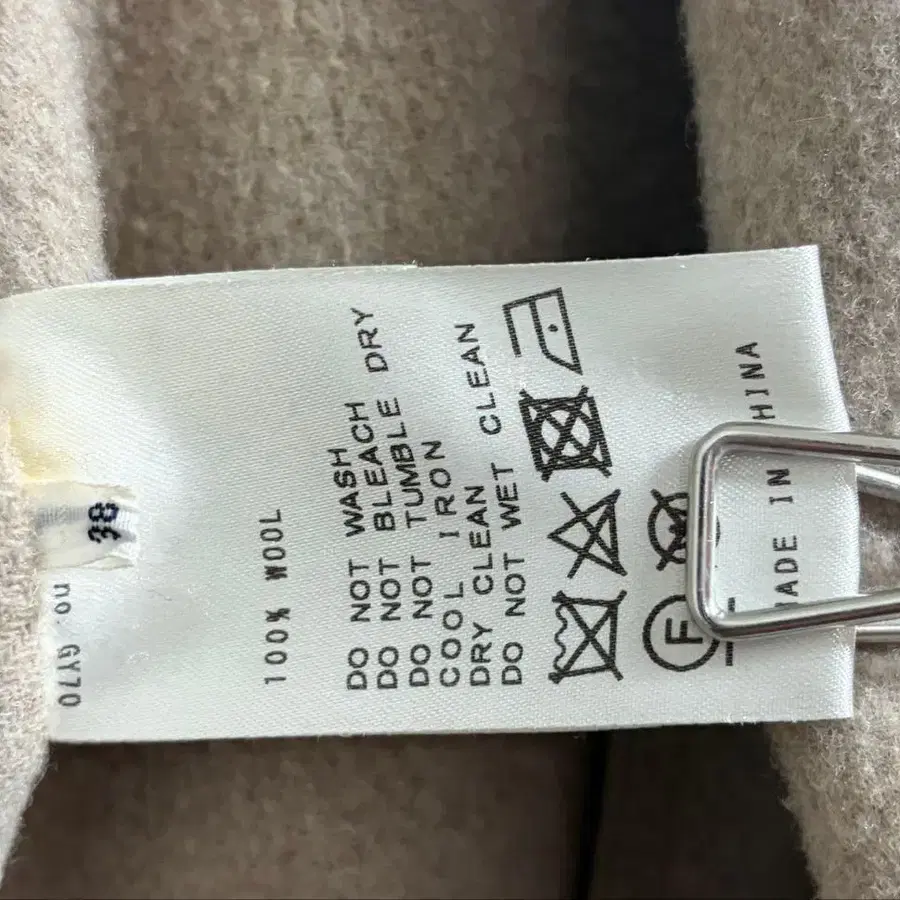 38
no. GY70
100% WOOL
DO NOT WASH
DO NOT BLEACH
DO NOT TUMBLE DRY
COOL IRON
DRY CLEAN
DO NOT WET CLEAN
F
W
MADE IN CHINA